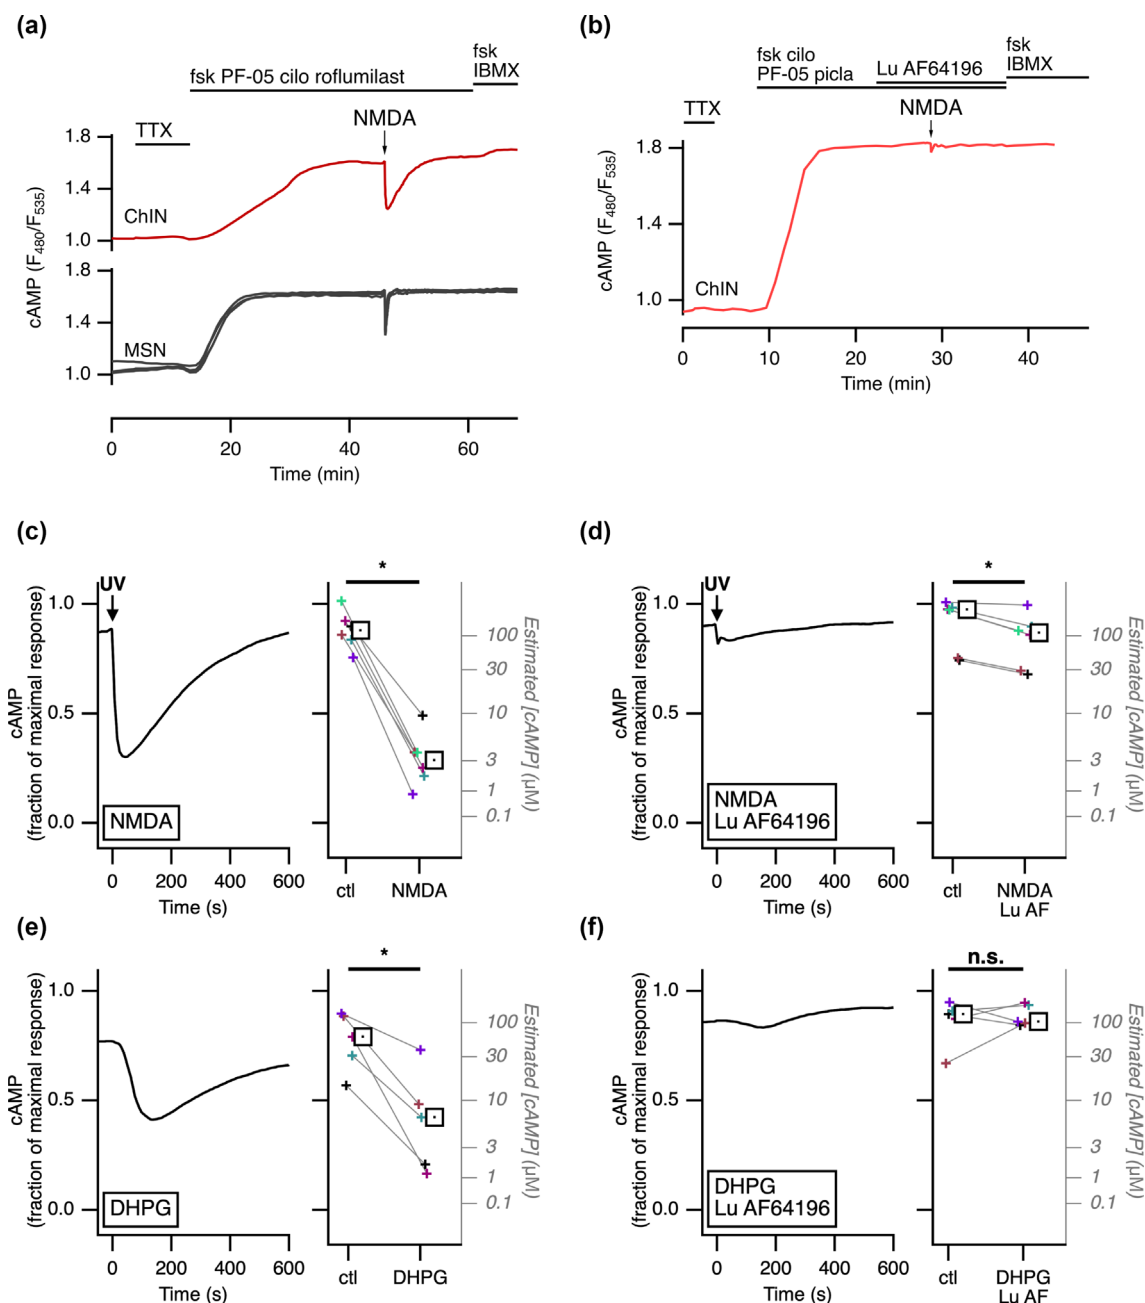 (a)
fsk PF-05 cilo roflumilast
fsk
IBMX
TTX
NMDA
1.8
1.4
1.0
ChIN
cAMP (F480/F535)
1.8
1.4
1.0
MSN
0
20
40
60
Time (min)
(b)
fsk cilo
PF-05 picla
Lu AF64196
fsk
IBMX
TTX
NMDA
1.8
1.4
1.0
cAMP (F480/F535)
ChIN
0
10
20
30
40
Time (min)
(c)
UV
1.0
0.5
0.0
cAMP
(fraction of maximal response)
NMDA
0
200
400
600
Time (s)
*
ctl
NMDA
100
30
10
3
1
0.1
Estimated [cAMP] (µM)
(d)
UV
1.0
0.5
0.0
cAMP
(fraction of maximal response)
NMDA
Lu AF64196
0
200
400
600
Time (s)
*
ctl
NMDA
Lu AF
100
30
10
3
1
0.1
Estimated [cAMP] (µM)
(e)
1.0
0.5
0.0
cAMP
(fraction of maximal response)
DHPG
0
200
400
600
Time (s)
*
ctl
DHPG
100
30
10
3
1
0.1
Estimated [cAMP] (µM)
(f)
1.0
0.5
0.0
cAMP
(fraction of maximal response)
DHPG
Lu AF64196
0
200
400
600
Time (s)
n.s.
ctl
DHPG
Lu AF
100
30
10
3
1
0.1
Estimated [cAMP] (µM)